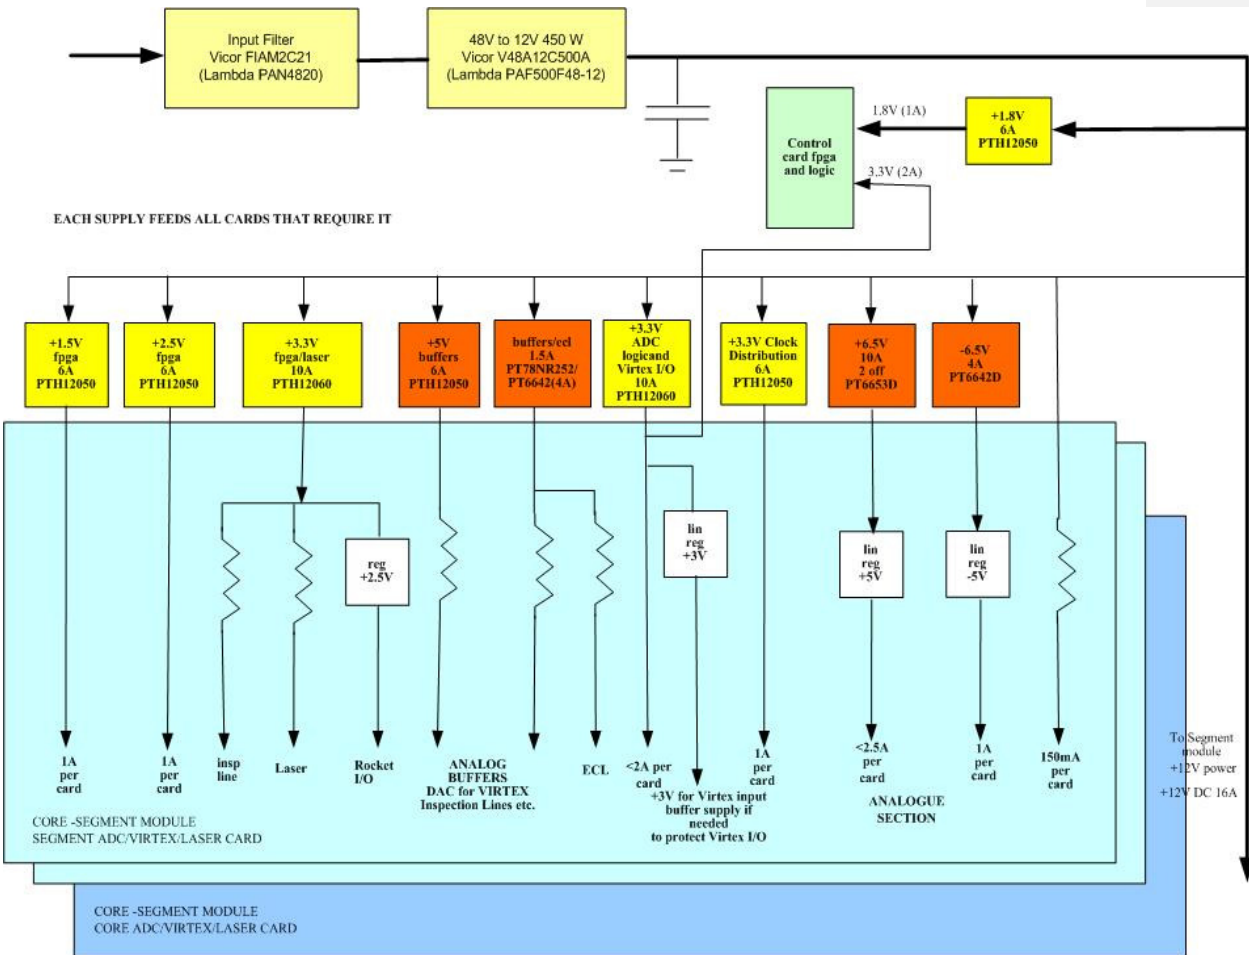 Input Filter
Vicor FIAM2C21
(Lambda PAN4820)
48V to 12V 450 W
Vicor V48A12C500A
(Lambda PAF500F48-12)
Control
card fpga
and logic
1.8V (1A)
3.3V (2A)
+1.8V
6A
PTH12050
EACH SUPPLY FEEDS ALL CARDS THAT REQUIRE IT
+1.5V
fpga
6A
PTH12050
+2.5V
fpga
6A
PTH12050
+3.3V
fpga/laser
10A
PTH12060
+5V
buffers
6A
PTH12050
buffers/ecl
1.5A
PT78NR252/
PT6642(4A)
+3.3V
ADC
logicand
Virtex I/O
10A
PTH12060
+3.3V Clock
Distribution
6A
PTH12050
+6.5V
10A
2 off
PT6653D
-6.5V
4A
PT6642D
reg
+2.5V
lin
reg
+3V
lin
reg
+5V
lin
reg
-5V
1A
per
card
1A
per
card
insp
line
Laser
Rocket
I/O
ANALOG
BUFFERS
DAC for VIRTEX
Inspection Lines etc.
ECL
<2A per
card
+3V for Virtex input
buffer supply if
needed
to protect Virtex I/O
1A
per
card
<2.5A
per
card
1A
per
card
ANALOGUE
SECTION
150mA
per
card
To Segment
module
+12V power
+12V DC 16A
CORE -SEGMENT MODULE
SEGMENT ADC/VIRTEX/LASER CARD
CORE -SEGMENT MODULE
CORE ADC/VIRTEX/LASER CARD